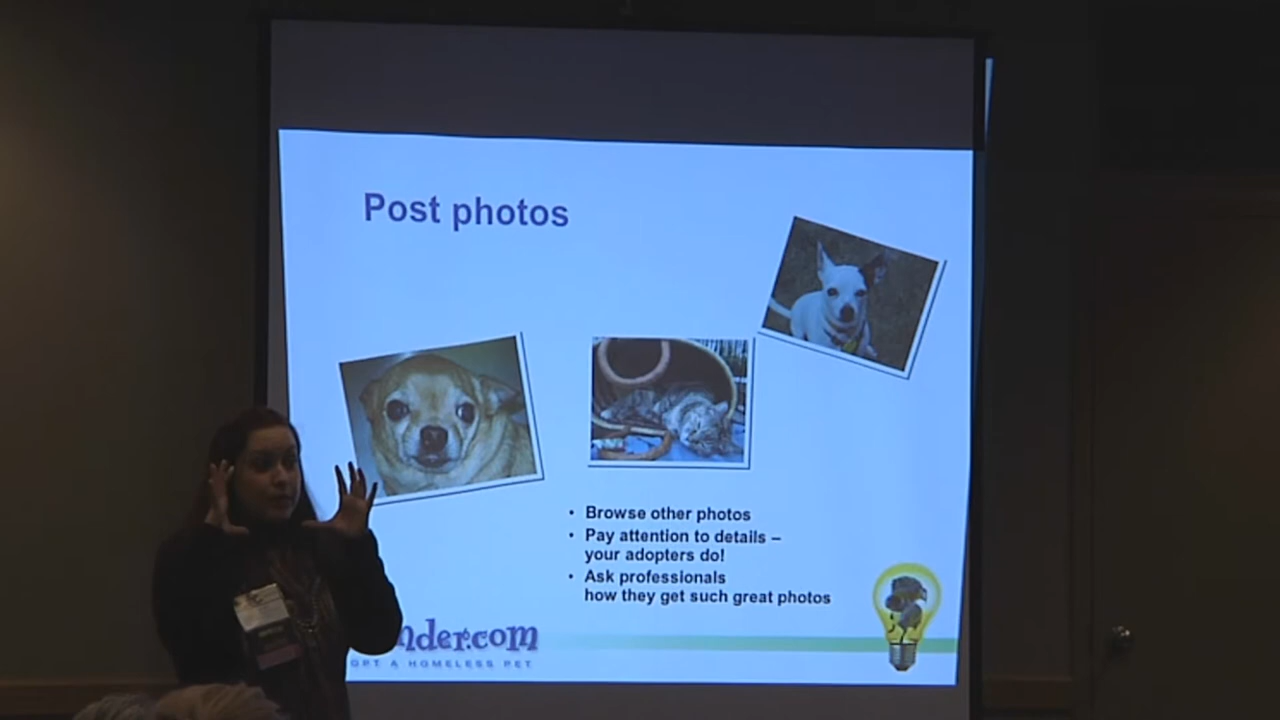 Post photos
• Browse other photos
• Pay attention to details –
your adopters do!
• Ask professionals
how they get such great photos
nder.com
OPT A HOMELESS PET